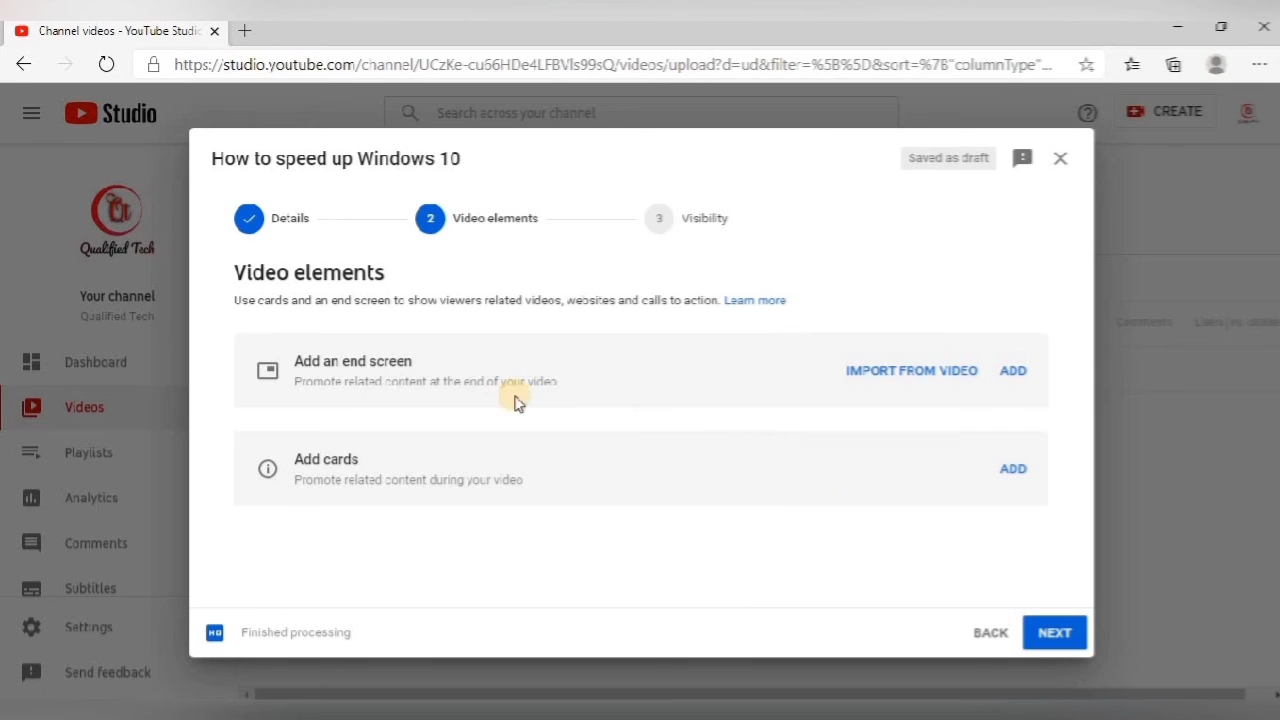 Channel videos - YouTube Studio
https://studio.youtube.com/channel/UCzKe-cu66HDe4LFBVls99sQ/videos/upload?d=ud&filter=%5B%5D&sort=%7B"columnType"...
Studio
Search across your channel
CREATE
How to speed up Windows 10
Saved as draft
Details
2
Video elements
3
Visibility
Qualified Tech
Your channel
Qualified Tech
Dashboard
Videos
Playlists
Analytics
Comments
Subtitles
Settings
Send feedback
Video elements
Use cards and an end screen to show viewers related videos, websites and calls to action. Learn more
Add an end screen
Promote related content at the end of your video
IMPORT FROM VIDEO
ADD
Add cards
Promote related content during your video
ADD
Comments
HD
Finished processing
BACK
NEXT